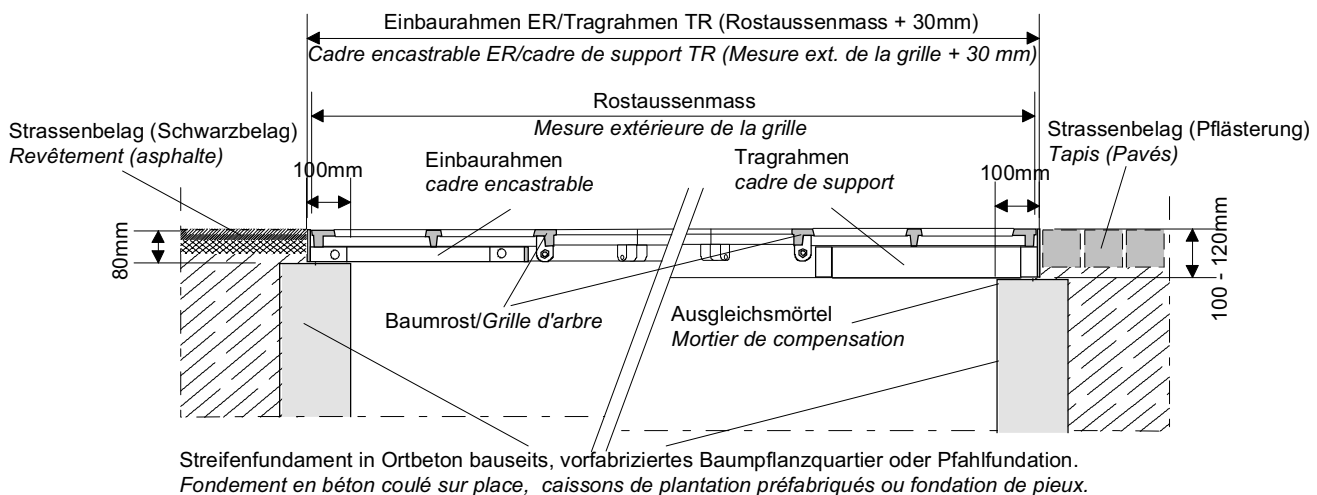 Einbaurahmen ER/Tragrahmen TR (Rostaussenmass + 30mm)
Cadre encastrable ER/cadre de support TR (Mesure ext. de la grille + 30 mm)
Rostaussenmass
Mesure extérieure de la grille
Strassenbelag (Schwarzbelag)
Revêtement (asphalte)
Strassenbelag (Pflästerung)
Tapis (Pavés)
100mm
Einbaurahmen
cadre encastrable
Tragrahmen
cadre de support
100mm
80mm
100 - 120mm
Baumrost/Grille d'arbre
Ausgleichsmörtel
Mortier de compensation
Streifenfundament in Ortbeton bauseits, vorfabriziertes Baumpflanzquartier oder Pfahlfundation.
Fondement en béton coulé sur place, caissons de plantation préfabriqués ou fondation de pieux.